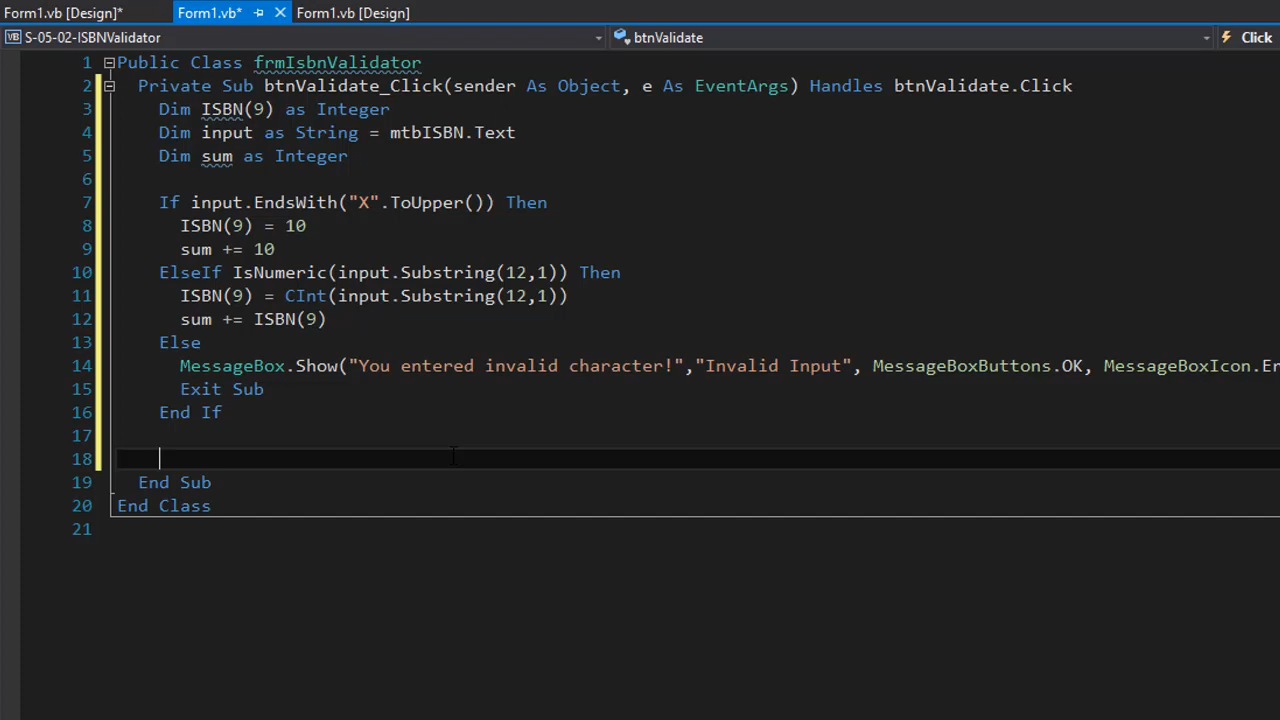 Form1.vb [Design]* Form1.vb* Form1.vb [Design]
VB S-05-02-ISBNValidator btnValidate Click
1 Public Class frmIsbnValidator
2 Private Sub btnValidate_Click(sender As Object, e As EventArgs) Handles btnValidate.Click
3 Dim ISBN(9) as Integer
4 Dim input as String = mtbISBN.Text
5 Dim sum as Integer
6
7 If input.EndsWith("X".ToUpper()) Then
8 ISBN(9) = 10
9 sum += 10
10 ElseIf IsNumeric(input.Substring(12,1)) Then
11 ISBN(9) = CInt(input.Substring(12,1))
12 sum += ISBN(9)
13 Else
14 MessageBox.Show("You entered invalid character!","Invalid Input", MessageBoxButtons.OK, MessageBoxIcon.Er
15 Exit Sub
16 End If
17
18
19 End Sub
20 End Class
21